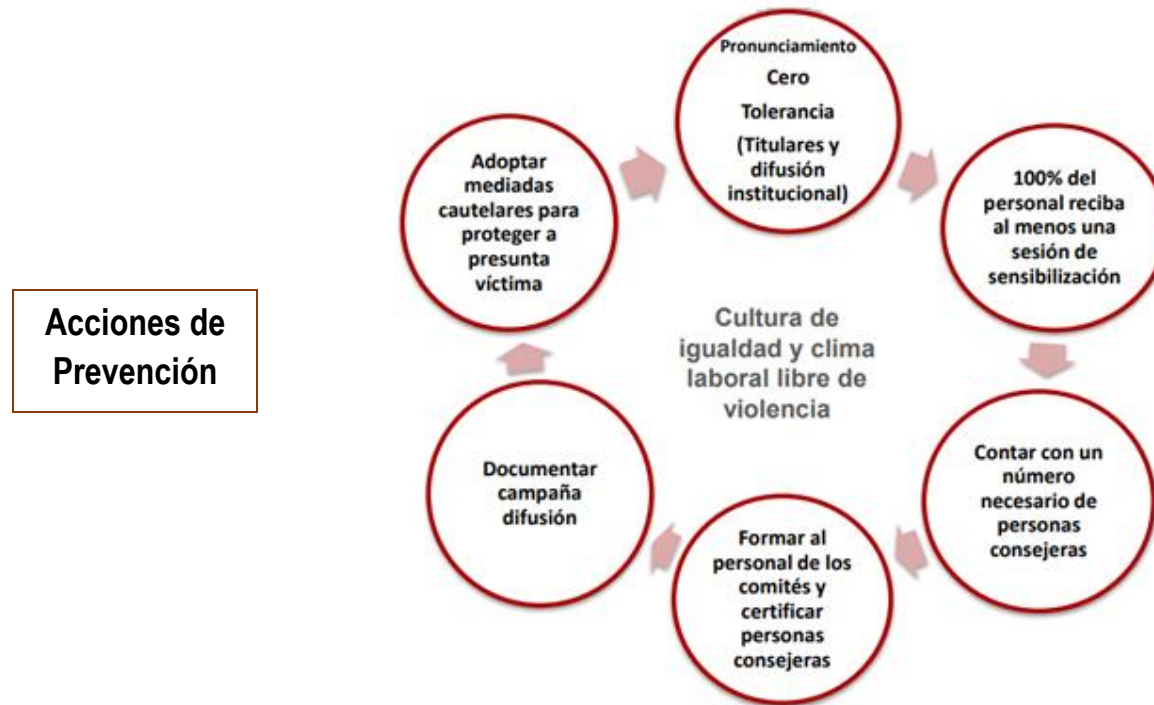 Acciones de
Prevención
Pronunciamiento
Cero
Tolerancia
(Titulares y
difusión
institucional)
100% del
personal reciba
al menos una
sesión de
sensibilización
Contar con un
número
necesario de
personas
consejeras
Formar al
personal de los
comités y
certificar
personas
consejeras
Documentar
campaña
difusión
Adoptar
mediadas
cautelares para
proteger a
presunta
víctima
Cultura de
igualdad y clima
laboral libre de
violencia